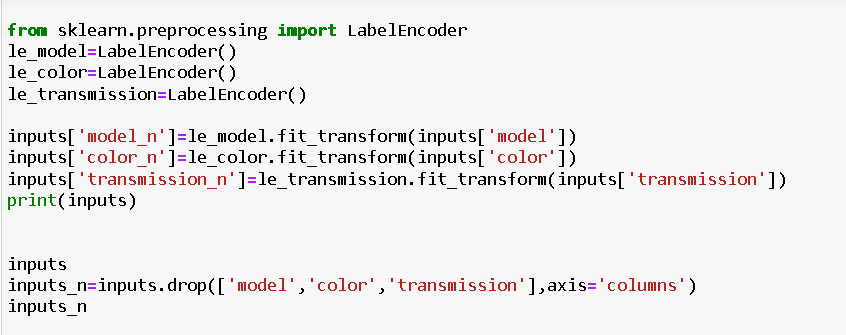 from sklearn.preprocessing import LabelEncoder
le_model=LabelEncoder()
le_color=LabelEncoder()
le_transmission=LabelEncoder()
inputs['model_n']=le_model.fit_transform(inputs['model'])
inputs['color_n']=le_color.fit_transform(inputs['color'])
inputs['transmission_n']=le_transmission.fit_transform(inputs['transmission'])
print(inputs)
inputs
inputs_n=inputs.drop(['model','color','transmission'],axis='columns')
inputs_n